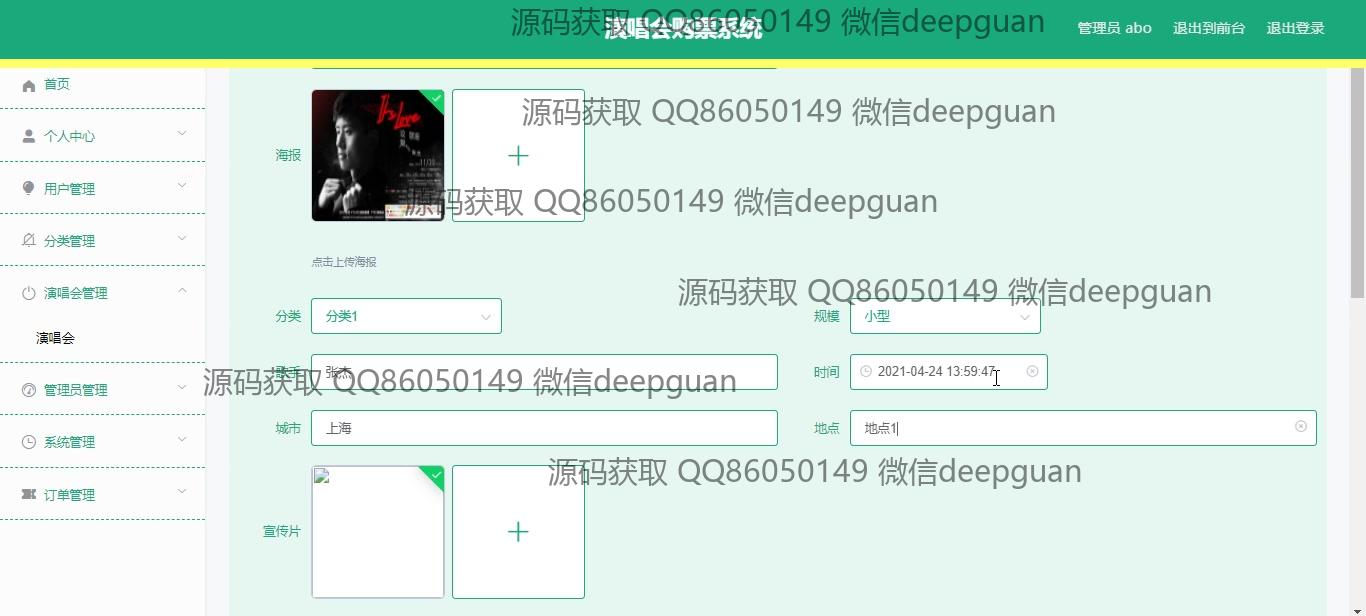 演唱会购票系统
源码获取 QQ86050149 微信deepguan
管理员 abo
退出到前台
退出登录
首页
个人中心
用户管理
分类管理
演唱会管理
演唱会
管理员管理
系统管理
订单管理
源码获取 QQ86050149 微信deepguan
海报
It's Love
源码获取 QQ86050149 微信deepguan
点击上传海报
源码获取 QQ86050149 微信deepguan
分类
分类1
规模
小型
歌手
张杰
源码获取 QQ86050149 微信deepguan
时间
2021-04-24 13:59:47
城市
上海
地点
地点1
源码获取 QQ86050149 微信deepguan
宣传片